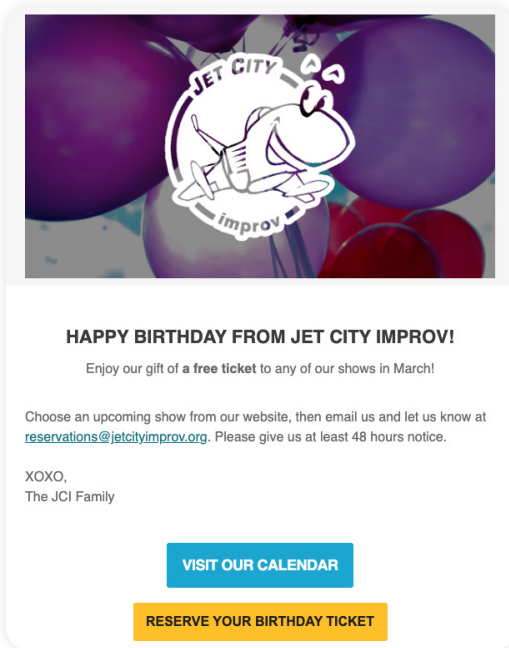 JET CITY
improv
HAPPY BIRTHDAY FROM JET CITY IMPROV!
Enjoy our gift of a free ticket to any of our shows in March!
Choose an upcoming show from our website, then email us and let us know at
reservations@jetcityimprov.org. Please give us at least 48 hours notice.
XOXO,
The JCI Family
VISIT OUR CALENDAR
RESERVE YOUR BIRTHDAY TICKET